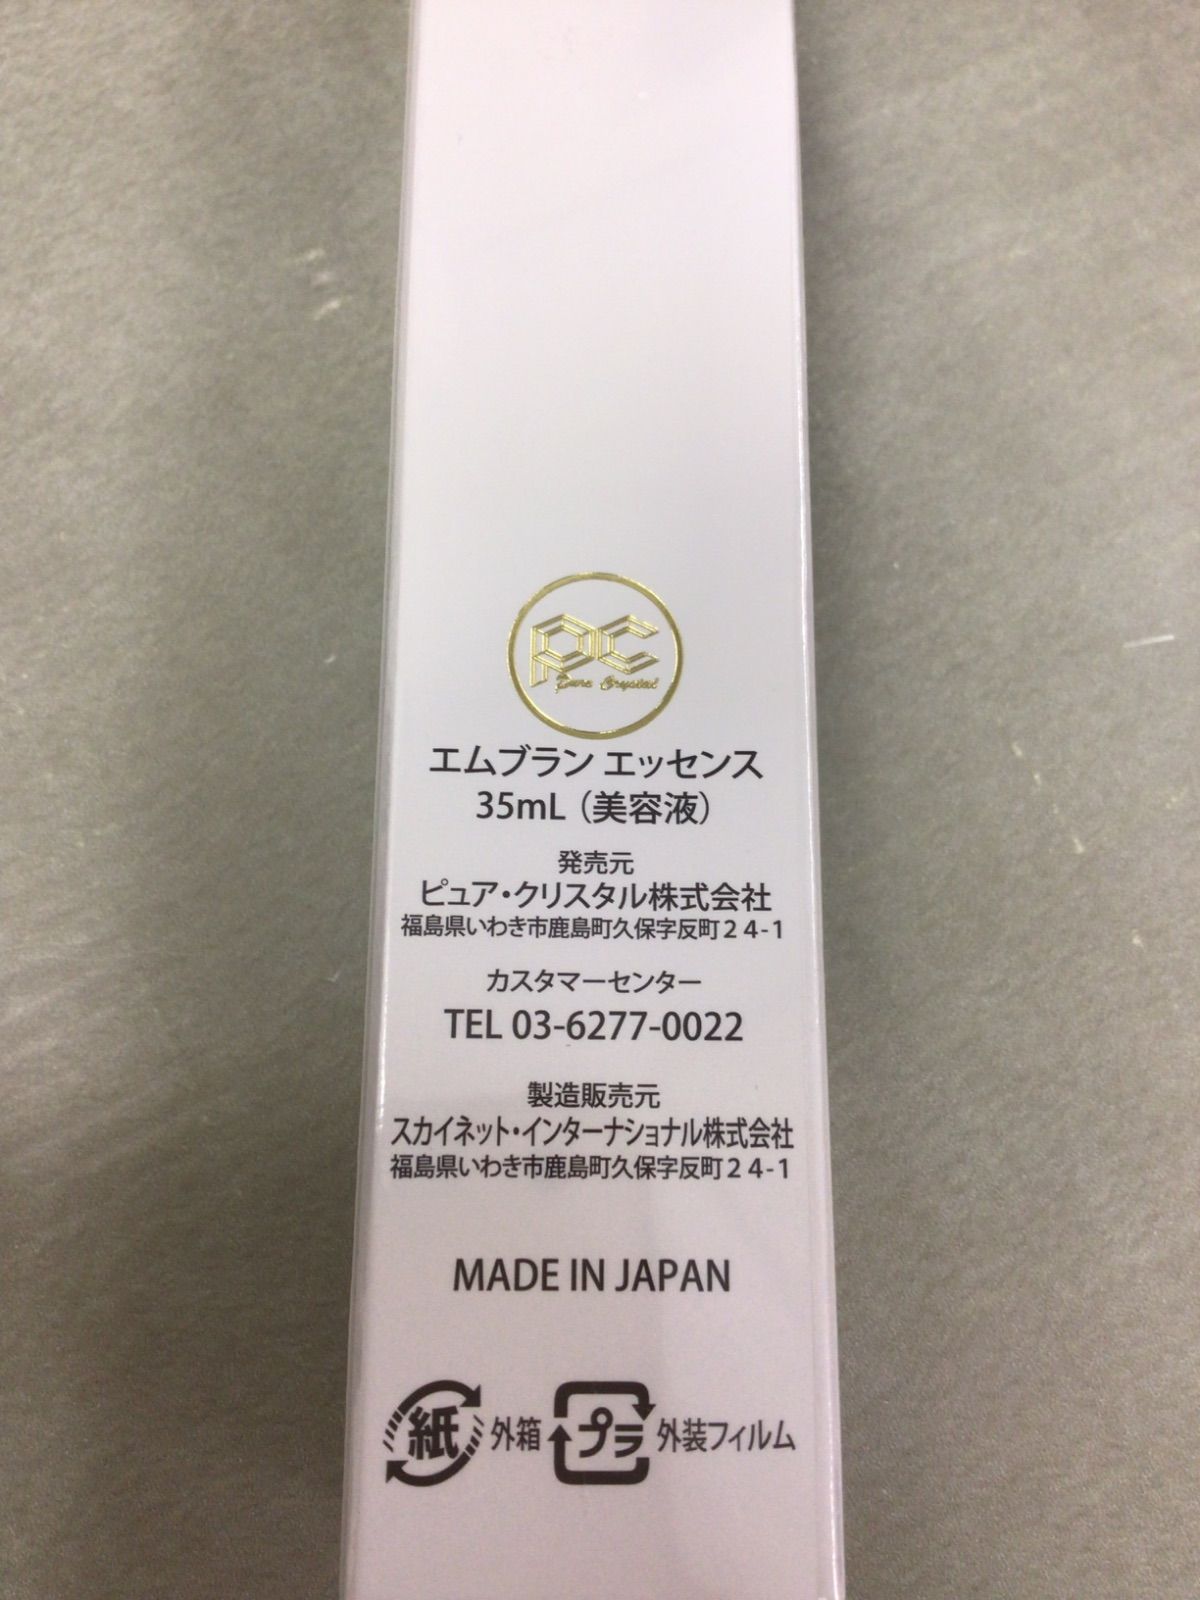 PC
Pure Crystal
エムブラン エッセンス
35mL（美容液）
発売元
ピュア・クリスタル株式会社
福島県いわき市鹿島町久保字反町２４-１
カスタマーセンター
TEL 03-6277-0022
製造販売元
スカイネット・インターナショナル株式会社
福島県いわき市鹿島町久保字反町２４-１
MADE IN JAPAN
紙 外箱 プラ 外装フィルム